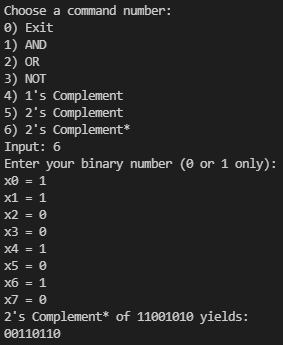 Choose a command number:
0) Exit
1) AND
2) OR
3) NOT
4) 1's Complement
5) 2's Complement
6) 2's Complement*
Input: 6
Enter your binary number (0 or 1 only):
x0 = 1
x1 = 1
x2 = 0
x3 = 0
x4 = 1
x5 = 0
x6 = 1
x7 = 0
2's Complement* of 11001010 yields:
00110110